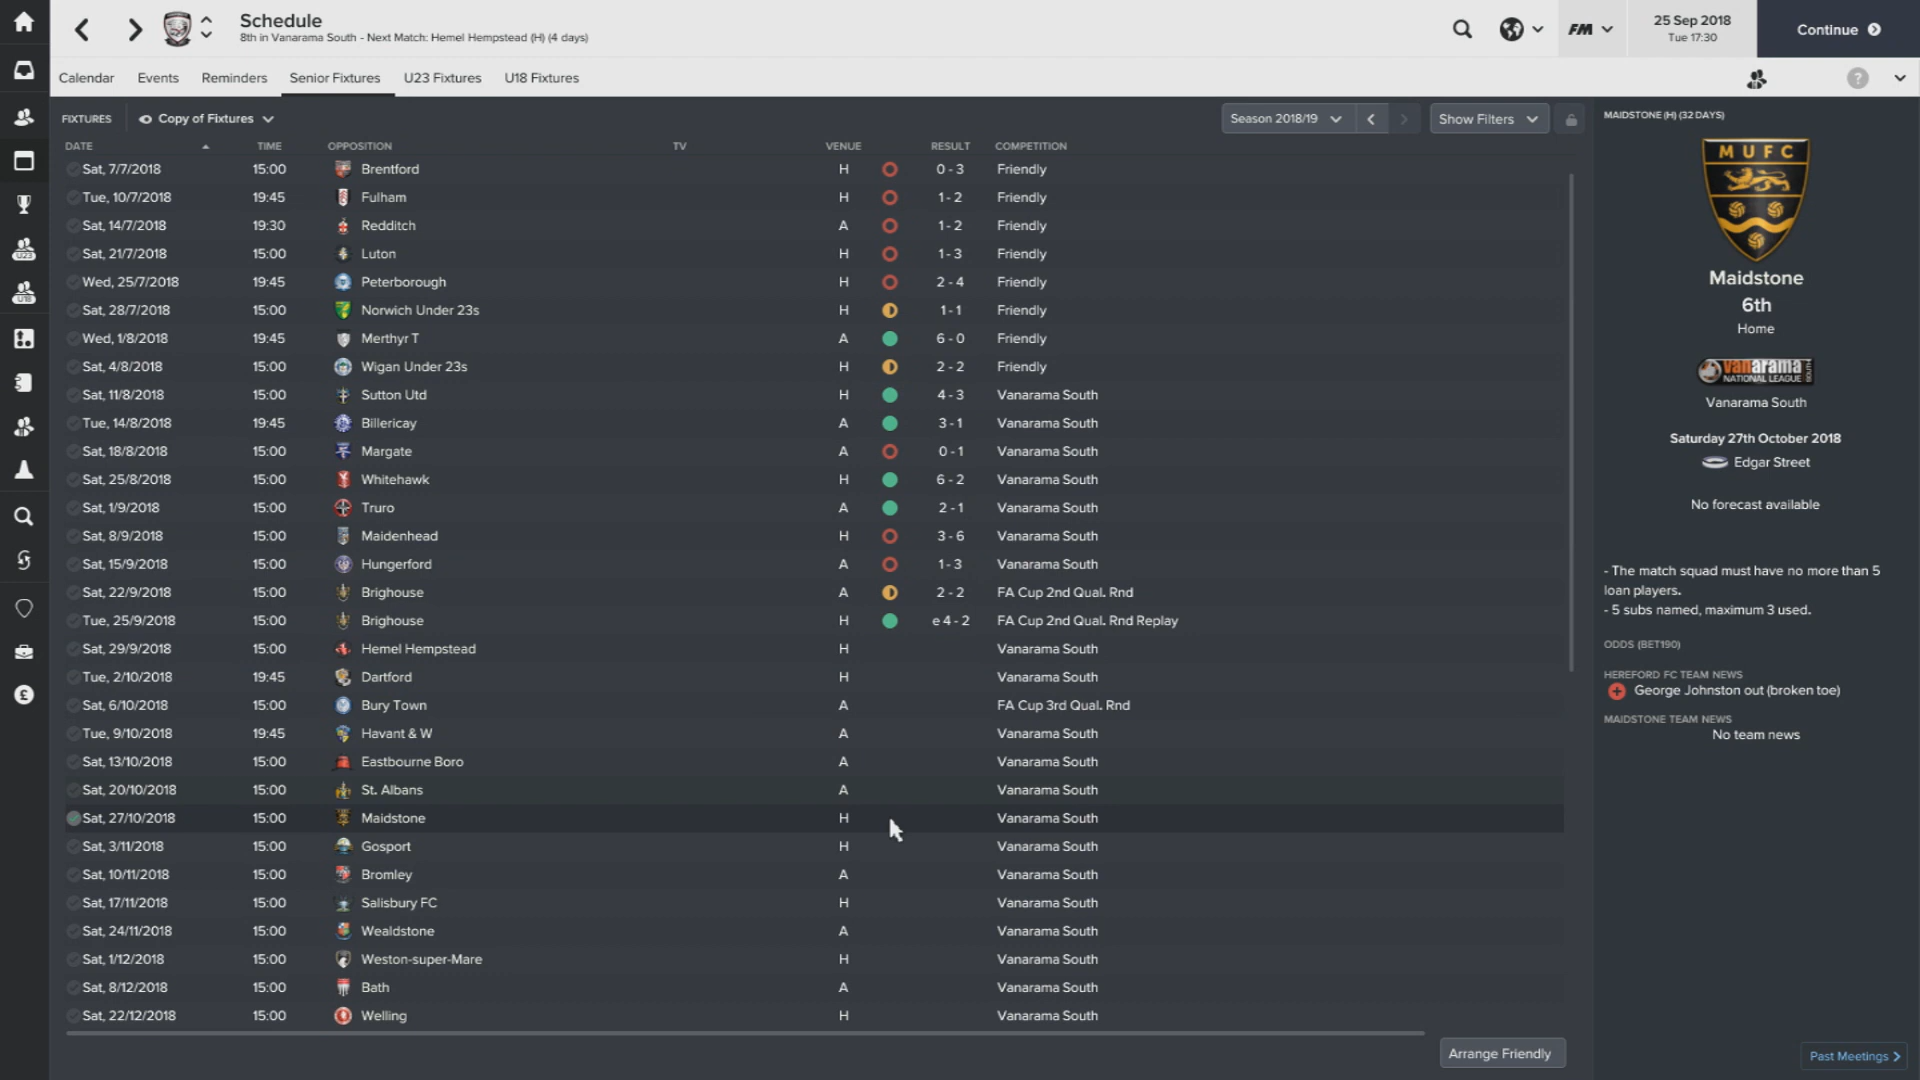 Schedule
8th in Vanarama South - Next Match: Hemel Hempstead (H) (4 days)
FM
25 Sep 2018
Tue 17:30
Continue
Calendar Events Reminders Senior Fixtures U23 Fixtures U18 Fixtures
?
FIXTURES Copy of Fixtures Season 2018/19 Show Filters
DATE TIME OPPOSITION TV VENUE RESULT COMPETITION
Sat, 7/7/2018 15:00 Brentford H 0 - 3 Friendly
Tue, 10/7/2018 19:45 Fulham H 1 - 2 Friendly
Sat, 14/7/2018 19:30 Redditch A 1 - 2 Friendly
Sat, 21/7/2018 15:00 Luton H 1 - 3 Friendly
Wed, 25/7/2018 19:45 Peterborough H 2 - 4 Friendly
Sat, 28/7/2018 15:00 Norwich Under 23s H 1 - 1 Friendly
Wed, 1/8/2018 19:45 Merthyr T A 6 - 0 Friendly
Sat, 4/8/2018 15:00 Wigan Under 23s H 2 - 2 Friendly
Sat, 11/8/2018 15:00 Sutton Utd H 4 - 3 Vanarama South
Tue, 14/8/2018 19:45 Billericay A 3 - 1 Vanarama South
Sat, 18/8/2018 15:00 Margate A 0 - 1 Vanarama South
Sat, 25/8/2018 15:00 Whitehawk H 6 - 2 Vanarama South
Sat, 1/9/2018 15:00 Truro A 2 - 1 Vanarama South
Sat, 8/9/2018 15:00 Maidenhead H 3 - 6 Vanarama South
Sat, 15/9/2018 15:00 Hungerford A 1 - 3 Vanarama South
Sat, 22/9/2018 15:00 Brighouse A 2 - 2 FA Cup 2nd Qual. Rnd
Tue, 25/9/2018 15:00 Brighouse H e 4 - 2 FA Cup 2nd Qual. Rnd Replay
Sat, 29/9/2018 15:00 Hemel Hempstead H Vanarama South
Tue, 2/10/2018 19:45 Dartford H Vanarama South
Sat, 6/10/2018 15:00 Bury Town A FA Cup 3rd Qual. Rnd
Tue, 9/10/2018 19:45 Havant & W A Vanarama South
Sat, 13/10/2018 15:00 Eastbourne Boro A Vanarama South
Sat, 20/10/2018 15:00 St. Albans A Vanarama South
Sat, 27/10/2018 15:00 Maidstone H Vanarama South
Sat, 3/11/2018 15:00 Gosport H Vanarama South
Sat, 10/11/2018 15:00 Bromley A Vanarama South
Sat, 17/11/2018 15:00 Salisbury FC H Vanarama South
Sat, 24/11/2018 15:00 Wealdstone A Vanarama South
Sat, 1/12/2018 15:00 Weston-super-Mare H Vanarama South
Sat, 8/12/2018 15:00 Bath A Vanarama South
Sat, 22/12/2018 15:00 Welling H Vanarama South
Arrange Friendly
MAIDSTONE (H) (32 DAYS)
MUFC
Maidstone
6th
Home
vanarama
NATIONAL LEAGUE SOUTH
Vanarama South
Saturday 27th October 2018
Edgar Street
No forecast available
- The match squad must have no more than 5
loan players.
- 5 subs named, maximum 3 used.
ODDS (BET190)
HEREFORD FC TEAM NEWS
George Johnston out (broken toe)
MAIDSTONE TEAM NEWS
No team news
Past Meetings
U23
U18
£